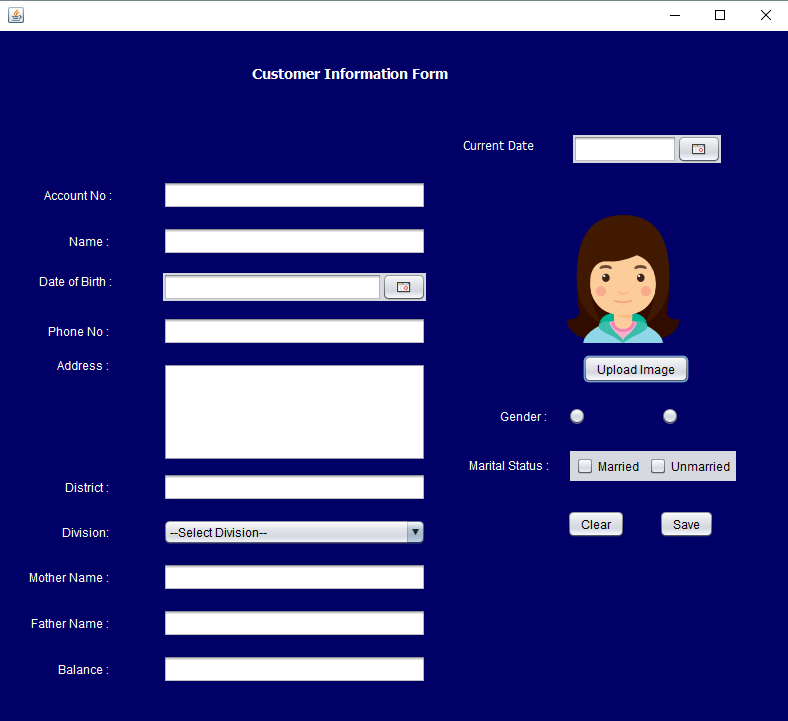 Customer Information Form
Current Date
Account No :
Name :
Date of Birth :
Phone No :
Address :
Upload Image
Gender :
Marital Status : Married Unmarried
District :
Clear Save
Division: --Select Division--
Mother Name :
Father Name :
Balance :